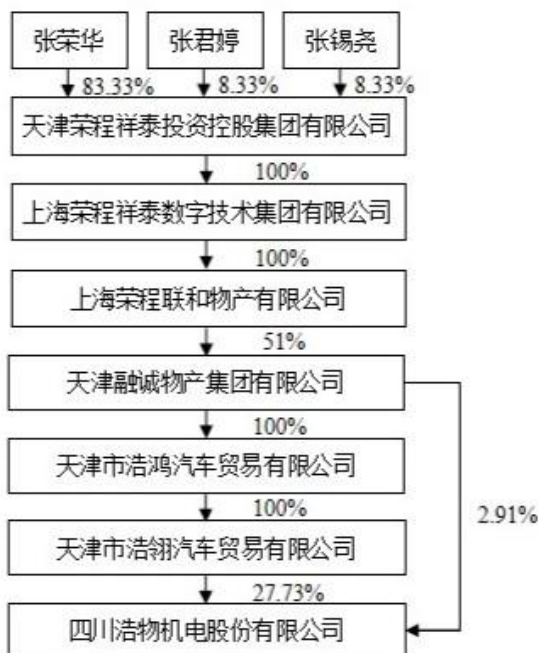 张荣华 张君婷 张锡尧
83.33% 8.33% 8.33%
天津荣程祥泰投资控股集团有限公司
100%
上海荣程祥泰数字技术集团有限公司
100%
上海荣程联和物产有限公司
51%
天津融诚物产集团有限公司
100%
天津市浩鸿汽车贸易有限公司
100%
2.91%
天津市浩翎汽车贸易有限公司
27.73%
四川浩物机电股份有限公司